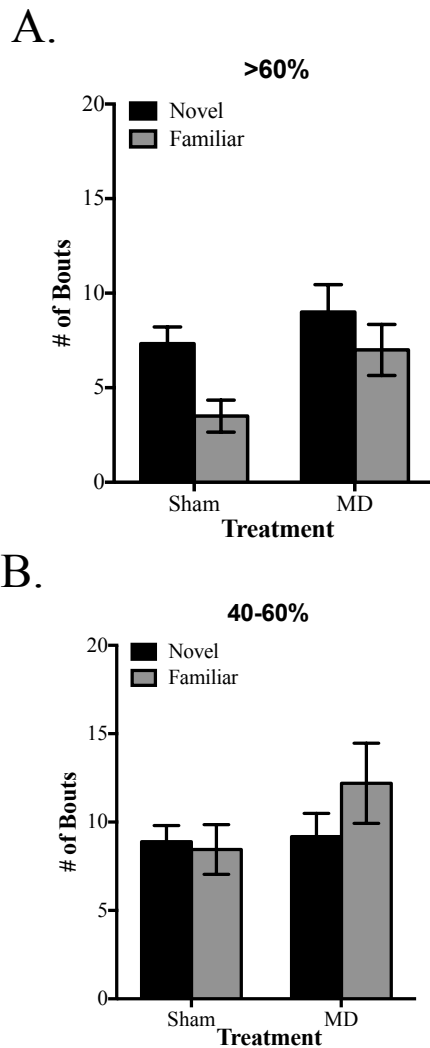 A.
>60%
20
Novel
Familiar
15
10
5
0
# of Bouts
Sham MD
Treatment
B.
40-60%
20
Novel
Familiar
15
10
5
0
# of Bouts
Sham MD
Treatment